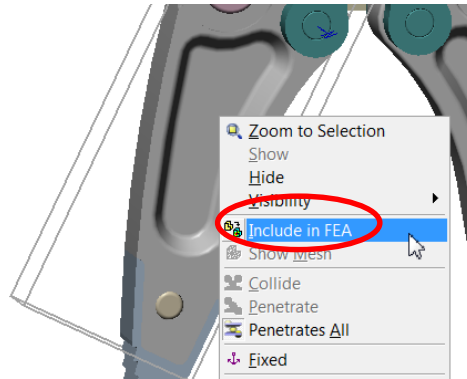 Zoom to Selection
Show
Hide
Visibility
Include in FEA
Show Mesh
Collide
Penetrate
Penetrates All
Fixed